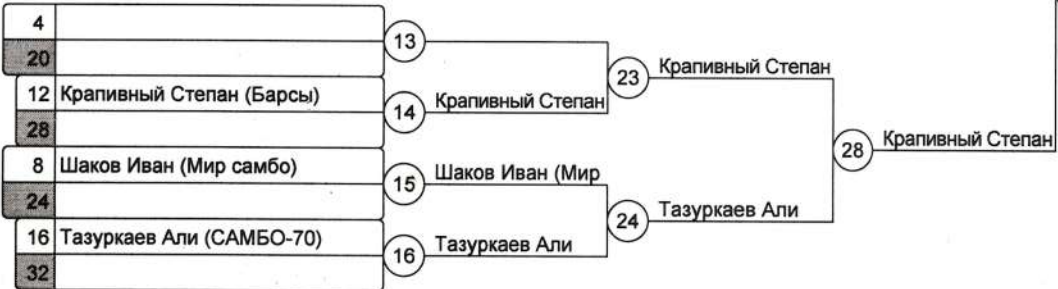 4
20
13
12 Крапивный Степан (Барсы)
28
14
Крапивный Степан
23
Крапивный Степан
8 Шаков Иван (Мир самбо)
24
15
Шаков Иван (Мир
16 Тазуркаев Али (САМБО-70)
32
16
Тазуркаев Али
24
Тазуркаев Али
28
Крапивный Степан